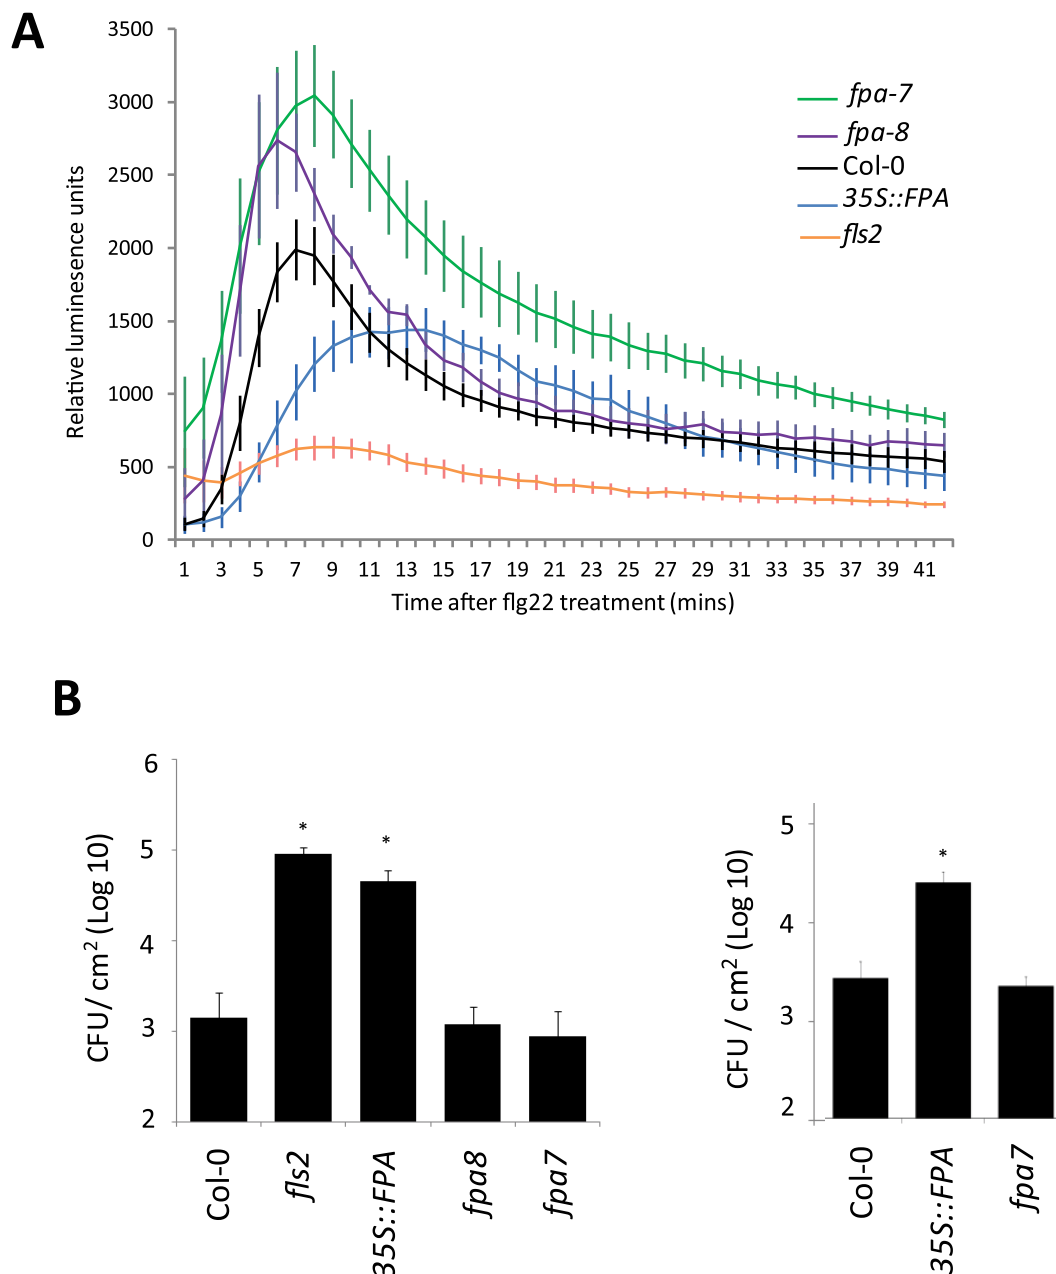 A
3500
3000
2500
2000
1500
1000
500
0
Relative luminesence units
1 3 5 7 9 11 13 15 17 19 21 23 25 27 29 31 33 35 37 39 41
Time after flg22 treatment (mins)
fpa-7
fpa-8
Col-0
35S::FPA
fls2
B
6
5
4
3
2
CFU/ cm2 (Log 10)
* *
Col-0 fls2 35S::FPA fpa8 fpa7
5
4
3
2
CFU / cm2 (Log 10)
*
Col-0 35S::FPA fpa7